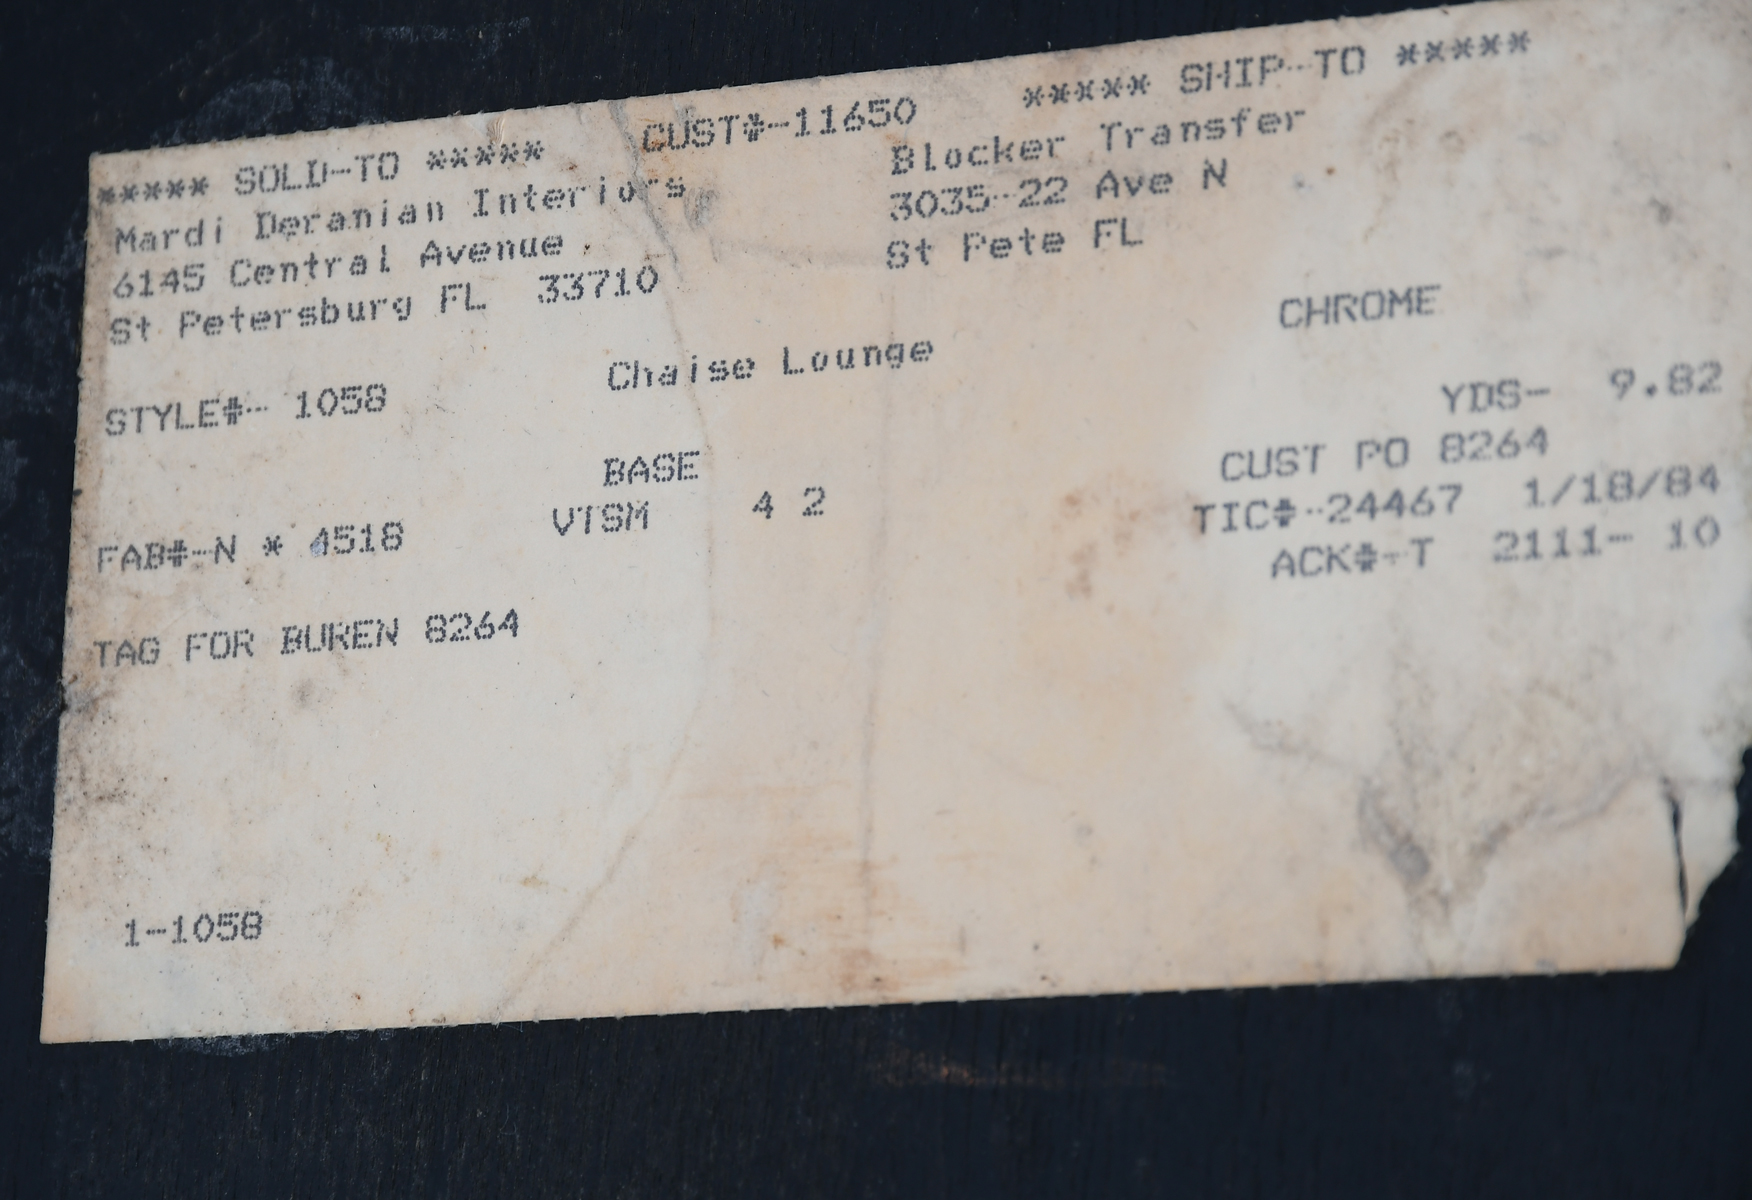 ***** SOLD-TO ***** CUST#-11650 ***** SHIP-TO *****
Mardi Deranian Interiors Blocker Transfer
6145 Central Avenue 3035-22 Ave N
St Petersburg FL 33710 St Pete FL
CHROME
STYLE#- 1058 Chaise Lounge
YDS- 9.82
BASE CUST PO 8264
FAB#-N * 4518 VTSM 4 2 TIC#-24467 1/18/84
ACK#-T 2111- 10
TAG FOR BUREN 8264
1-1058